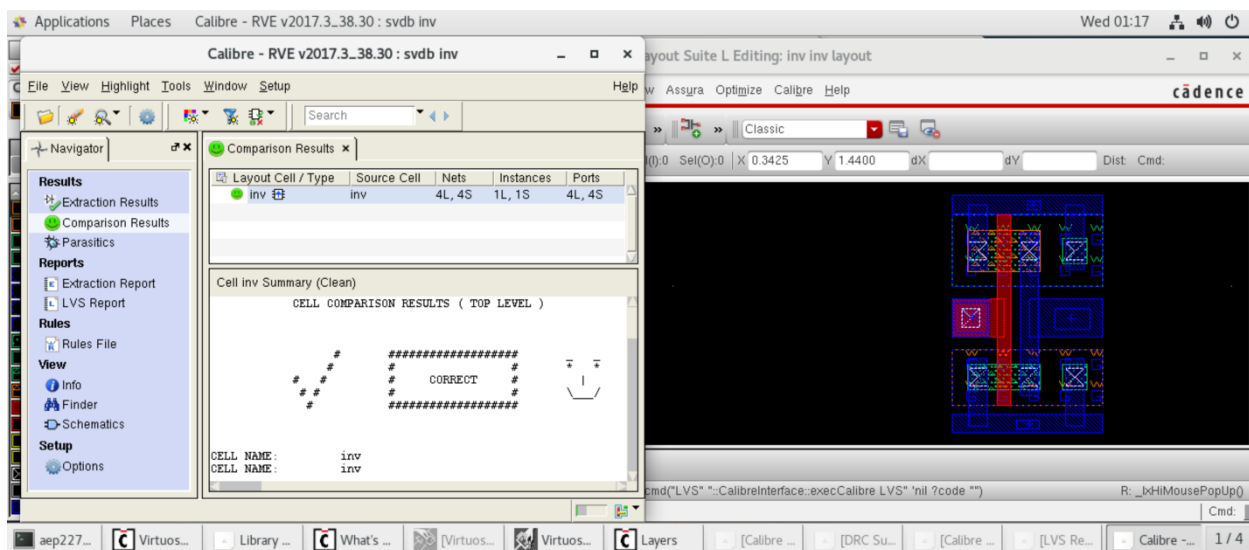 Applications Places Calibre - RVE v2017.3_38.30 : svdb inv Wed 01:17
Calibre - RVE v2017.3_38.30 : svdb inv
File View Highlight Tools Window Setup Help
Search
Navigator
Results
Extraction Results
Comparison Results
Parasitics
Reports
Extraction Report
LVS Report
Rules
Rules File
View
Info
Finder
Schematics
Setup
Options
Comparison Results
Layout Cell / Type Source Cell Nets Instances Ports
inv inv 4L, 4S 1L, 1S 4L, 4S
Cell inv Summary (Clean)
CELL COMPARISON RESULTS ( TOP LEVEL )
CORRECT
CELL NAME: inv
CELL NAME: inv
ayout Suite L Editing: inv inv layout
w Assura Optimize Calibre Help
cādence
» » Classic
l(I):0 Sel(O):0 X 0.3425 Y 1.4400 dX dY Dist: Cmd:
cmd("LVS" "::CalibreInterface::execCalibre LVS" 'nil ?code "") R: _lxHiMousePopUp()
Cmd:
aep227... Virtuos... Library ... What's ... [Virtuos... Virtuos... Layers [Calibre ... [DRC Su... [Calibre ... [LVS Re... Calibre -... 1 / 4